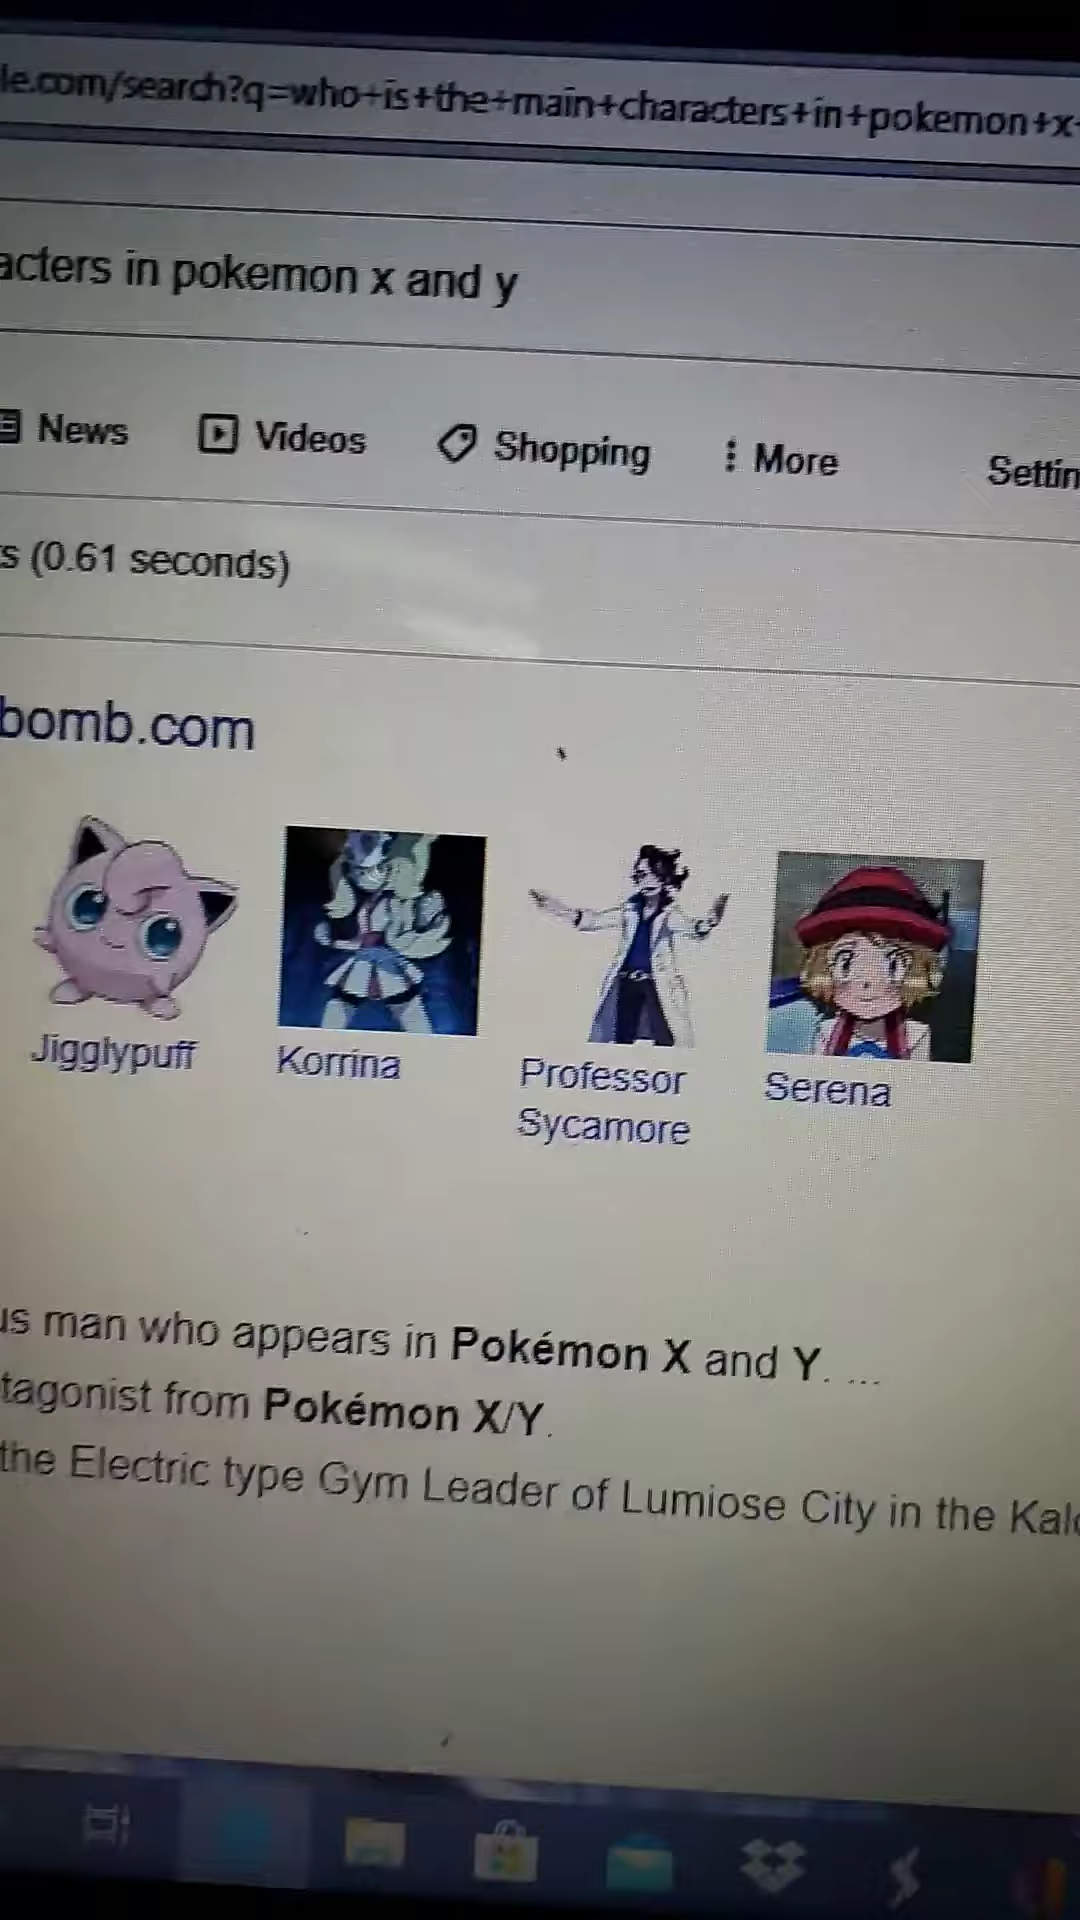 le.com/search?q=who+is+the+main+characters+in+pokemon+x
acters in pokemon x and y
News Videos Shopping More Settin
s (0.61 seconds)
bomb.com
Jigglypuff Korrina Professor Sycamore Serena
us man who appears in Pokémon X and Y. ...
tagonist from Pokémon X/Y.
the Electric type Gym Leader of Lumiose City in the Kalo